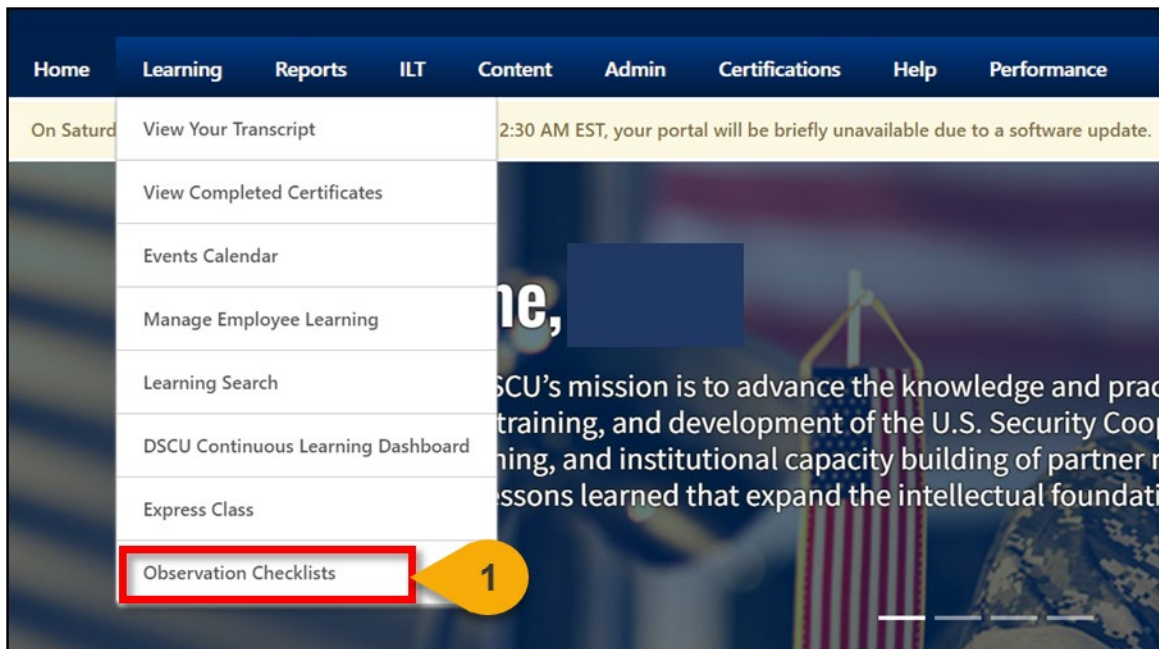 Home Learning Reports ILT Content Admin Certifications Help Performance
On Saturd 2:30 AM EST, your portal will be briefly unavailable due to a software update.
View Your Transcript
View Completed Certificates
Events Calendar
Manage Employee Learning
Learning Search
DSCU Continuous Learning Dashboard
Express Class
Observation Checklists
1
ne,
SCU's mission is to advance the knowledge and prac
training, and development of the U.S. Security Coop
ning, and institutional capacity building of partner n
essons learned that expand the intellectual foundati